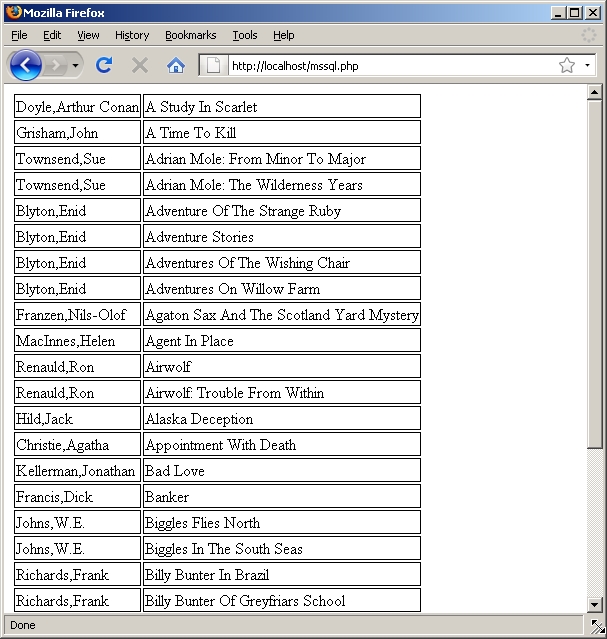 Mozilla Firefox
File Edit View History Bookmarks Tools Help
http://localhost/mssql.php
Doyle,Arthur Conan A Study In Scarlet
Grisham,John A Time To Kill
Townsend,Sue Adrian Mole: From Minor To Major
Townsend,Sue Adrian Mole: The Wilderness Years
Blyton,Enid Adventure Of The Strange Ruby
Blyton,Enid Adventure Stories
Blyton,Enid Adventures Of The Wishing Chair
Blyton,Enid Adventures On Willow Farm
Franzen,Nils-Olof Agaton Sax And The Scotland Yard Mystery
MacInnes,Helen Agent In Place
Renauld,Ron Airwolf
Renauld,Ron Airwolf: Trouble From Within
Hild,Jack Alaska Deception
Christie,Agatha Appointment With Death
Kellerman,Jonathan Bad Love
Francis,Dick Banker
Johns,W.E. Biggles Flies North
Johns,W.E. Biggles In The South Seas
Richards,Frank Billy Bunter In Brazil
Richards,Frank Billy Bunter Of Greyfriars School
Done